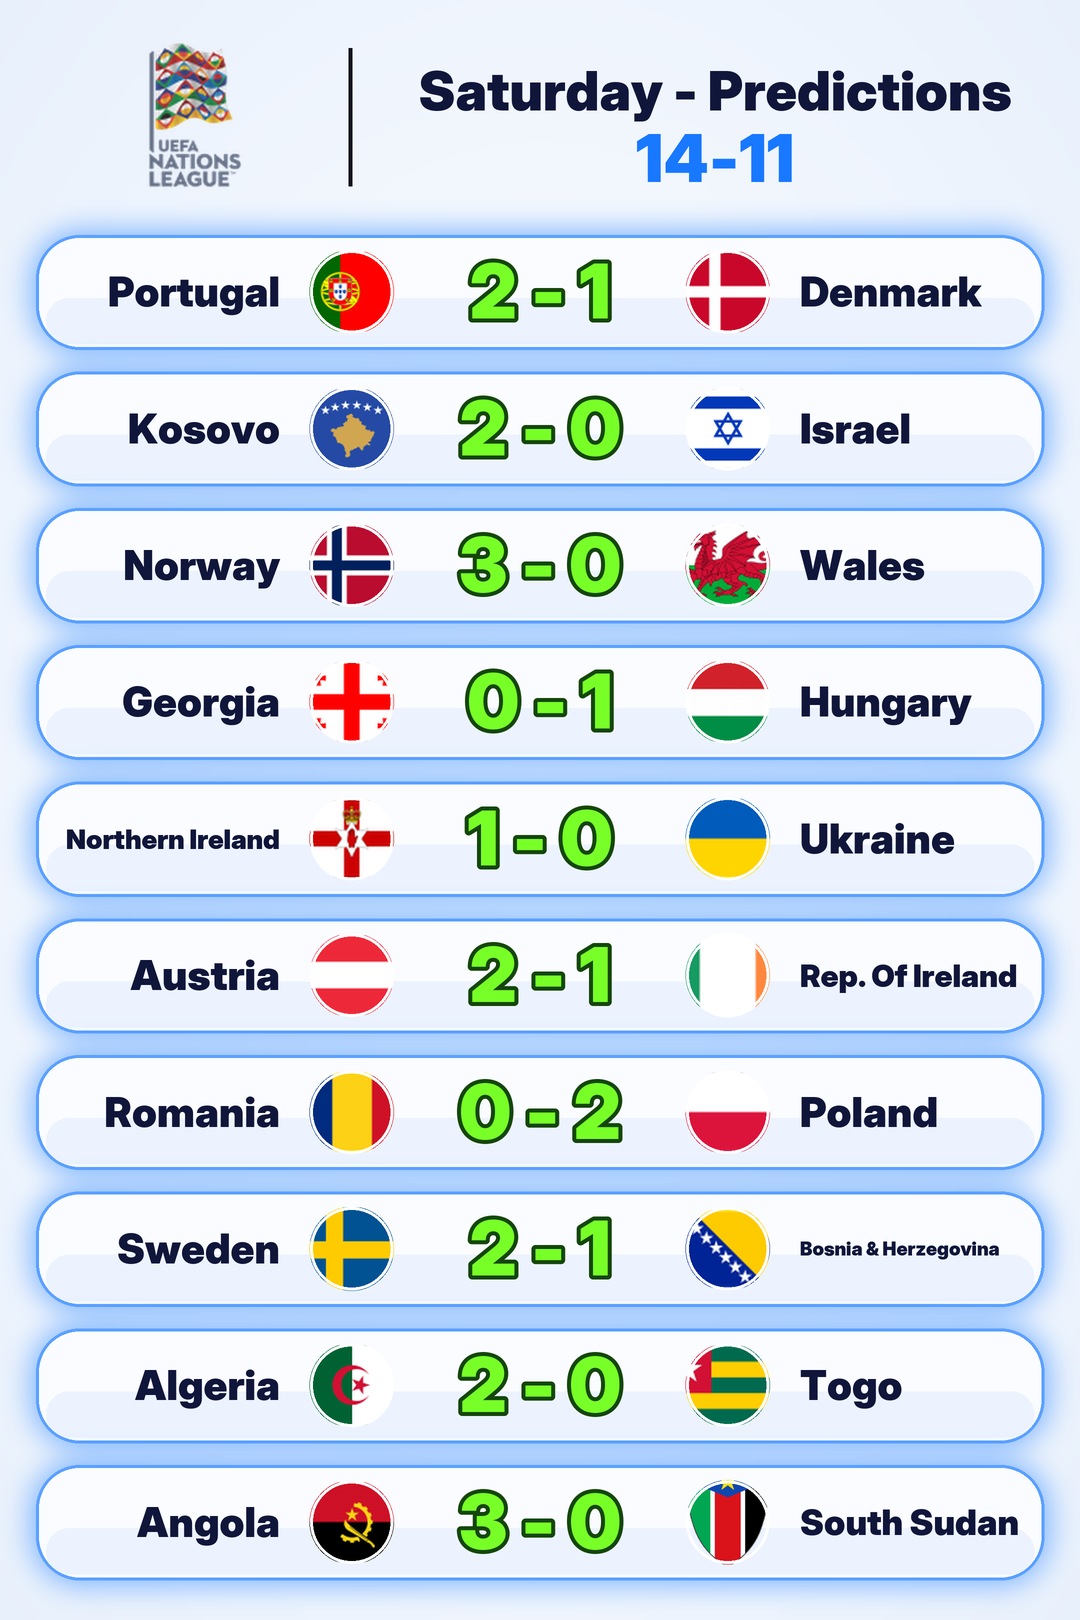 UEFA
NATIONS
LEAGUE™
Saturday - Predictions
14-11
Portugal 2 - 1 Denmark
Kosovo 2 - 0 Israel
Norway 3 - 0 Wales
Georgia 0 - 1 Hungary
Northern Ireland 1 - 0 Ukraine
Austria 2 - 1 Rep. Of Ireland
Romania 0 - 2 Poland
Sweden 2 - 1 Bosnia & Herzegovina
Algeria 2 - 0 Togo
Angola 3 - 0 South Sudan